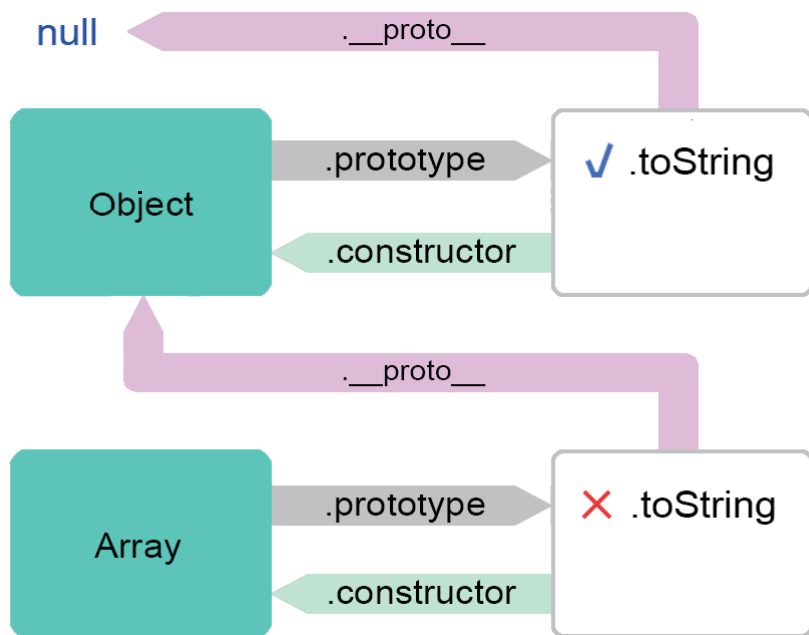 null
.__proto__
Object
.prototype
.toString
.constructor
.__proto__
Array
.prototype
.toString
.constructor